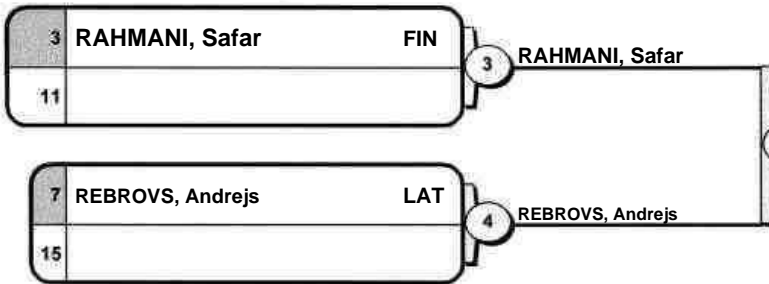 3 RAHMANI, Safar FIN
3 RAHMANI, Safar
11
7 REBROVS, Andrejs LAT
4 REBROVS, Andrejs
15